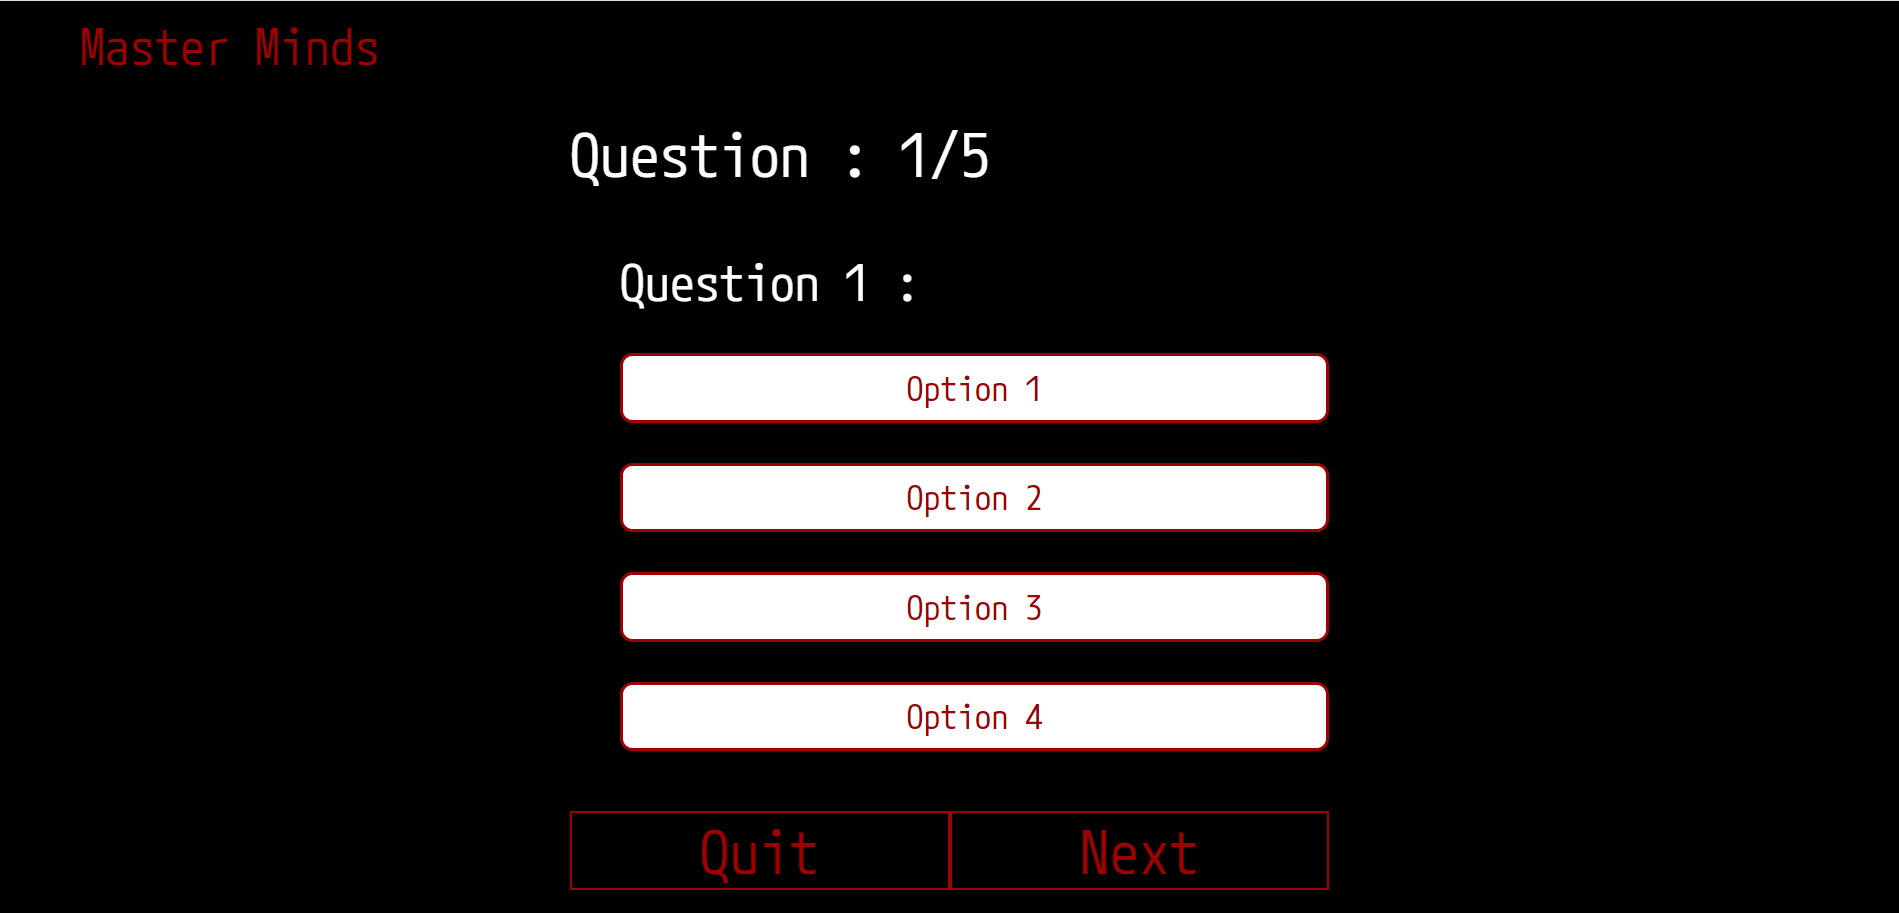 Master Minds
Question : 1/5
Question 1 :
Option 1
Option 2
Option 3
Option 4
Quit Next